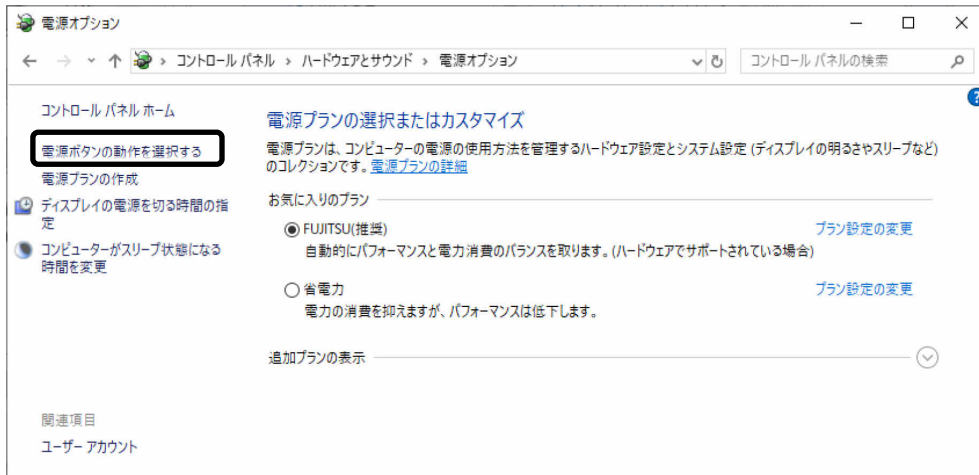 電源オプション
コントロール パネル › ハードウェアとサウンド › 電源オプション
コントロール パネルの検索
コントロール パネル ホーム
電源ボタンの動作を選択する
電源プランの作成
ディスプレイの電源を切る時間の指
定
コンピューターがスリープ状態になる
時間を変更
関連項目
ユーザー アカウント
電源プランの選択またはカスタマイズ
電源プランは、コンピューターの電源の使用方法を管理するハードウェア設定とシステム設定 (ディスプレイの明るさやスリープなど)
のコレクションです。電源プランの詳細
お気に入りのプラン
FUJITSU(推奨) プラン設定の変更
自動的にパフォーマンスと電力消費のバランスを取ります。(ハードウェアでサポートされている場合)
省電力 プラン設定の変更
電力の消費を抑えますが、パフォーマンスは低下します。
追加プランの表示